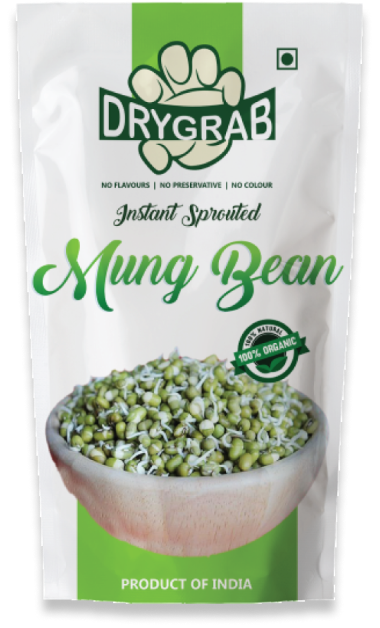 DRYGRAB
NO FLAVOURS | NO PRESERVATIVE | NO COLOUR
Instant Sprouted
Mung Bean
100% NATURAL
100% ORGANIC
PRODUCT OF INDIA